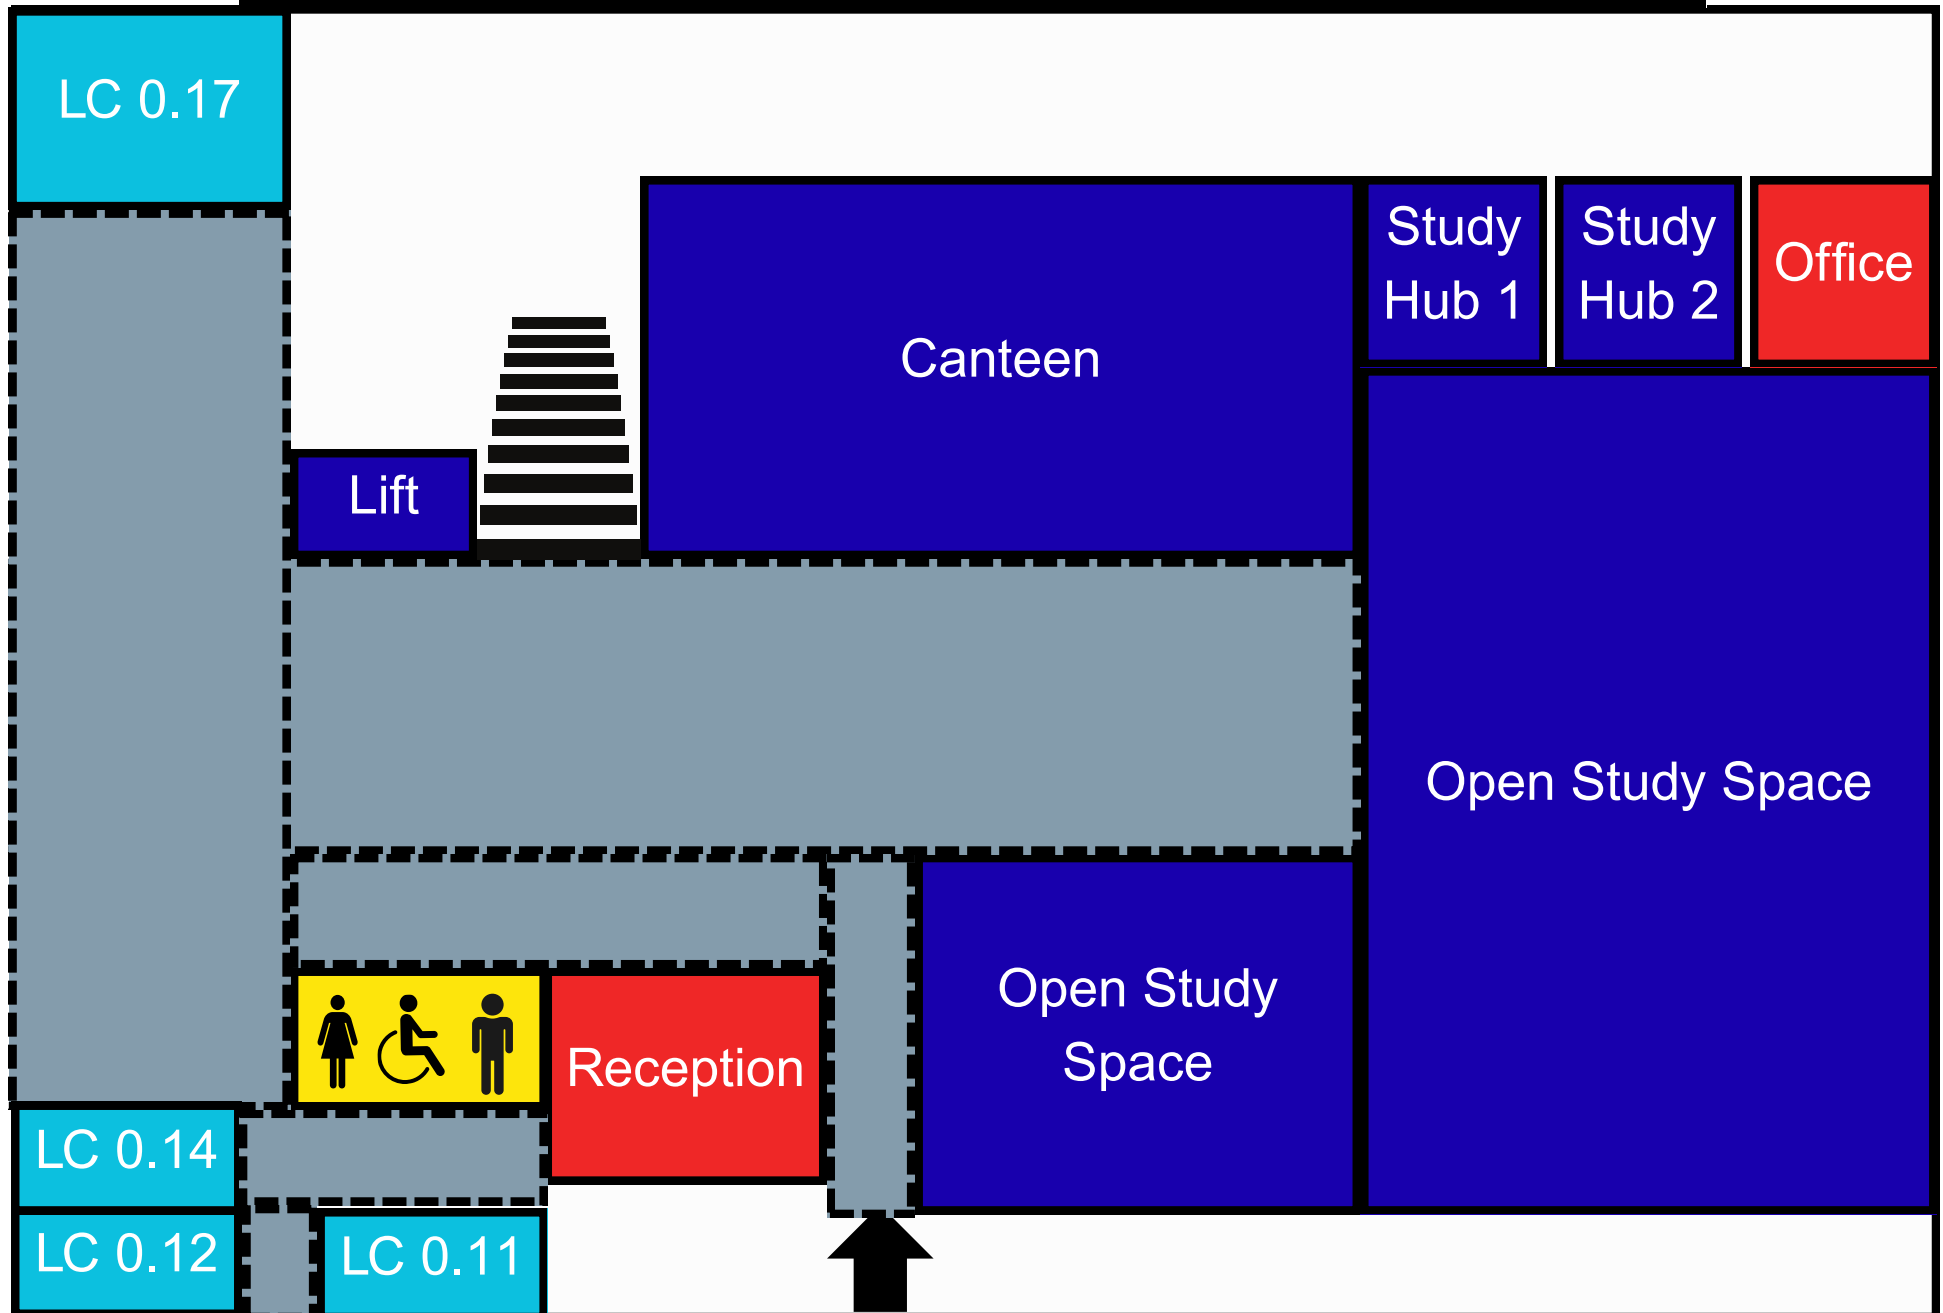 LC 0.17
Study
Hub 1
Study
Hub 2
Office
Canteen
Lift
Open Study Space
Open Study
Space
Reception
LC 0.14
LC 0.12
LC 0.11